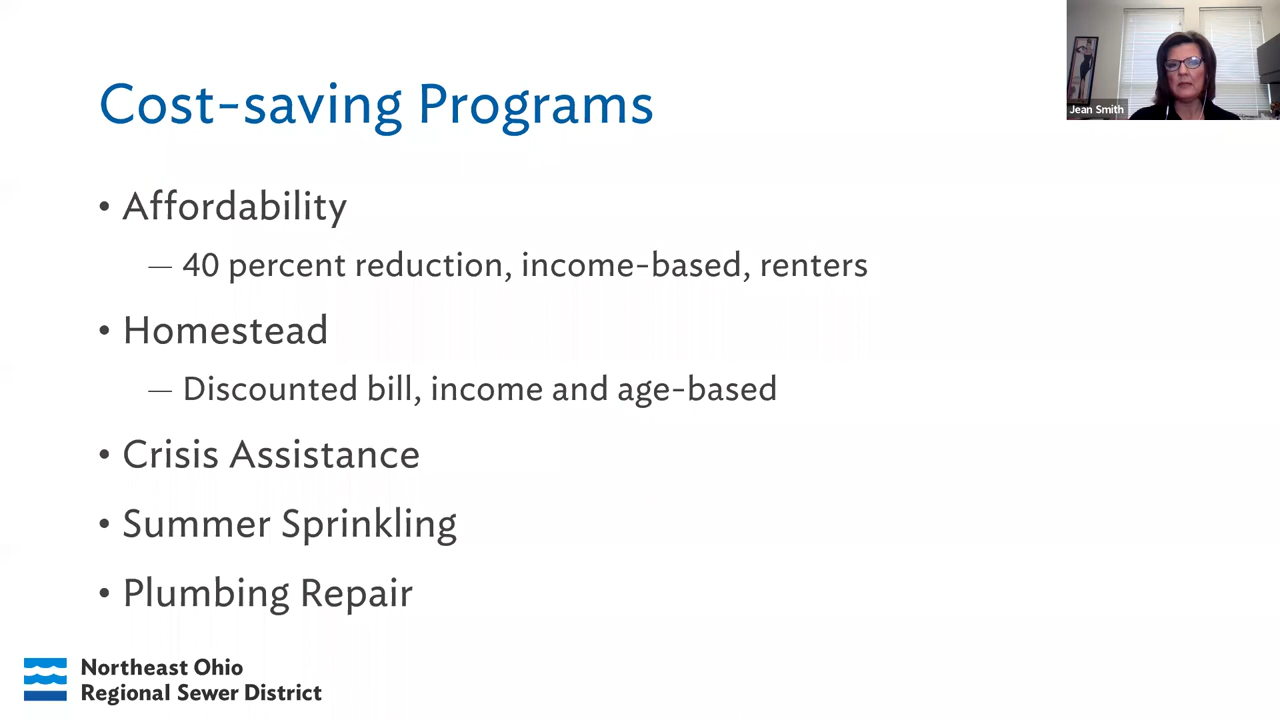 Cost-saving Programs
• Affordability
— 40 percent reduction, income-based, renters
• Homestead
— Discounted bill, income and age-based
• Crisis Assistance
• Summer Sprinkling
• Plumbing Repair
Northeast Ohio
Regional Sewer District
Jean Smith